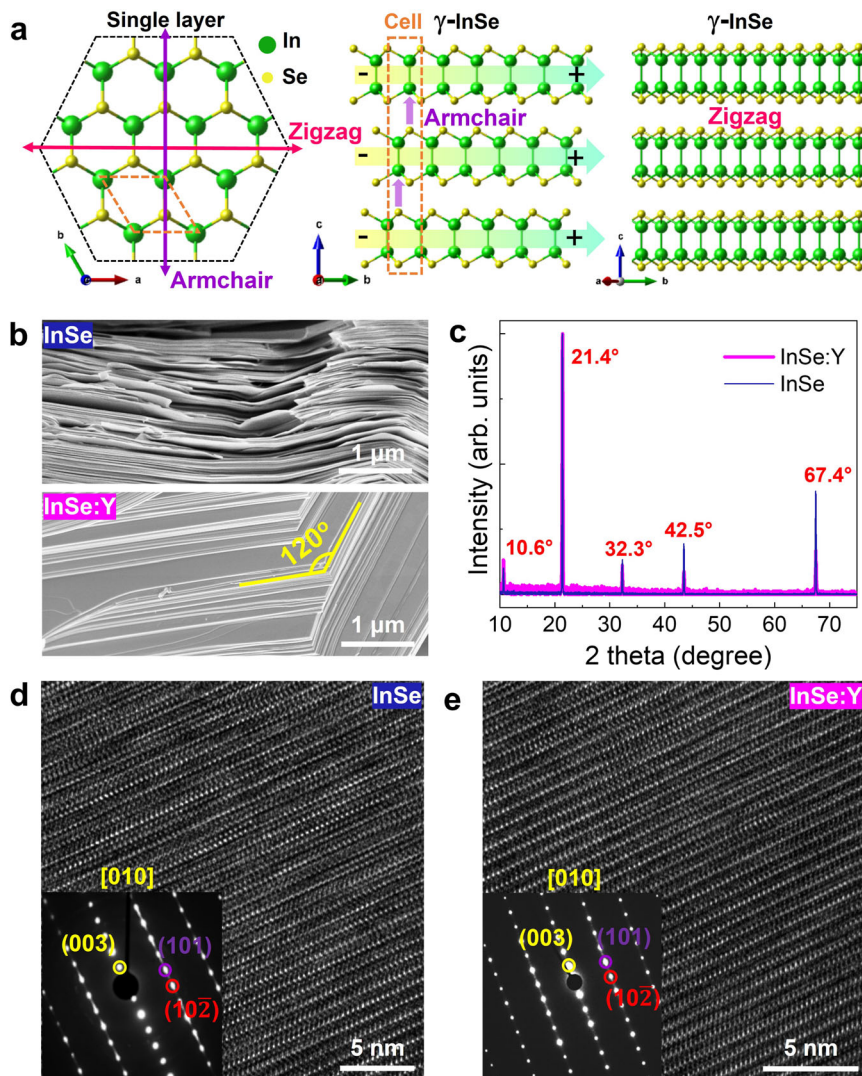 a
Single layer
In
Se
Zigzag
Armchair
b
c
a
Cell
γ-InSe
- +
Armchair
- +
- +
c
a
b
γ-InSe
Zigzag
c
a
b
b
InSe
1 μm
InSe:Y
120°
1 μm
c
Intensity (arb. units)
InSe:Y
InSe
10.6°
21.4°
32.3°
42.5°
67.4°
10 20 30 40 50 60 70
2 theta (degree)
d
InSe
[010]
(003)
(101)
(102̅)
5 nm
e
InSe:Y
[010]
(003)
(101)
(102̅)
5 nm